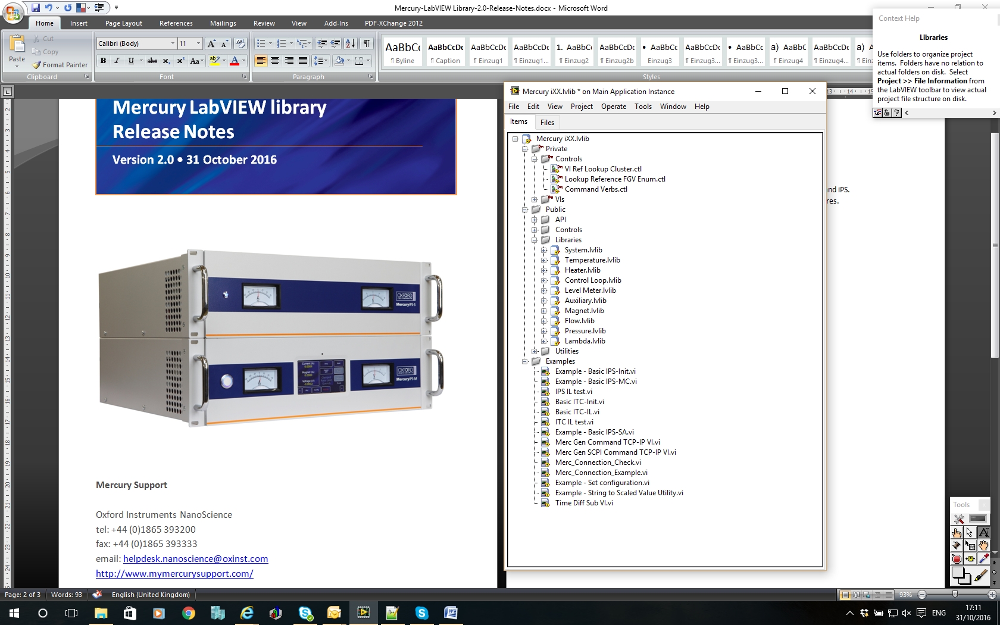 Mercury-LabVIEW Library-2.0-Release-Notes.docx - Microsoft Word
Home Insert Page Layout References Mailings Review View Add-Ins PDF-XChange 2012
Paste
Cut
Copy
Format Painter
Clipboard
Calibri (Body) 11
Font
Paragraph
AaBbCc AaBbCcDc AaBbCcDc AaBbCcDc 1. AaBbCc AaBbCcDc • AaBbCc AaBbCcDc • AaBbCc a) AaBbC AaBbCcDc a) AaBb
¶ Byline ¶ Caption ¶ Einzug1 ¶ Einzug1... ¶ Einzug2 ¶ Einzug2b Einzug3 ¶ Einzug3... ¶ Einzug3... ¶ Einzug4 ¶ Einzug4...
Styles
Context Help
Libraries
Use folders to organize project
items. Folders have no relation to
actual folders on disk. Select
Project >> File Information from
the LabVIEW toolbar to view actual
project file structure on disk.
Mercury LabVIEW library
Release Notes
Version 2.0 • 31 October 2016
OXFORD
INSTRUMENTS
MercuryiPS-S
Current (A)
Magnet (A)
Voltage (V)
OXFORD
INSTRUMENTS
MercuryiPS-M
Mercury Support
Oxford Instruments NanoScience
tel: +44 (0)1865 393200
fax: +44 (0)1865 393333
email: helpdesk.nanoscience@oxinst.com
http://www.mymercurysupport.com/
Mercury iXX.lvlib * on Main Application Instance
File Edit View Project Operate Tools Window Help
Items Files
Mercury iXX.lvlib
Private
Controls
VI Ref Lookup Cluster.ctl
Lookup Reference FGV Enum.ctl
Command Verbs.ctl
VIs
Public
API
Controls
Libraries
System.lvlib
Temperature.lvlib
Heater.lvlib
Control Loop.lvlib
Level Meter.lvlib
Auxiliary.lvlib
Magnet.lvlib
Flow.lvlib
Pressure.lvlib
Lambda.lvlib
Utilities
Examples
Example - Basic IPS-Init.vi
Example - Basic IPS-MC.vi
IPS IL test.vi
Basic ITC-Init.vi
Basic ITC-IL.vi
ITC IL test.vi
Example - Basic IPS-SA.vi
Merc Gen Command TCP-IP VI.vi
Merc Gen SCPI Command TCP-IP VI.vi
Merc_Connection_Check.vi
Merc_Connection_Example.vi
Example - Set configuration.vi
Example - String to Scaled Value Utility.vi
Time Diff Sub VI.vi
nd iPS.
res.
Tools
Page: 2 of 3 Words: 93 English (United Kingdom) 93%
ENG
17:11
31/10/2016